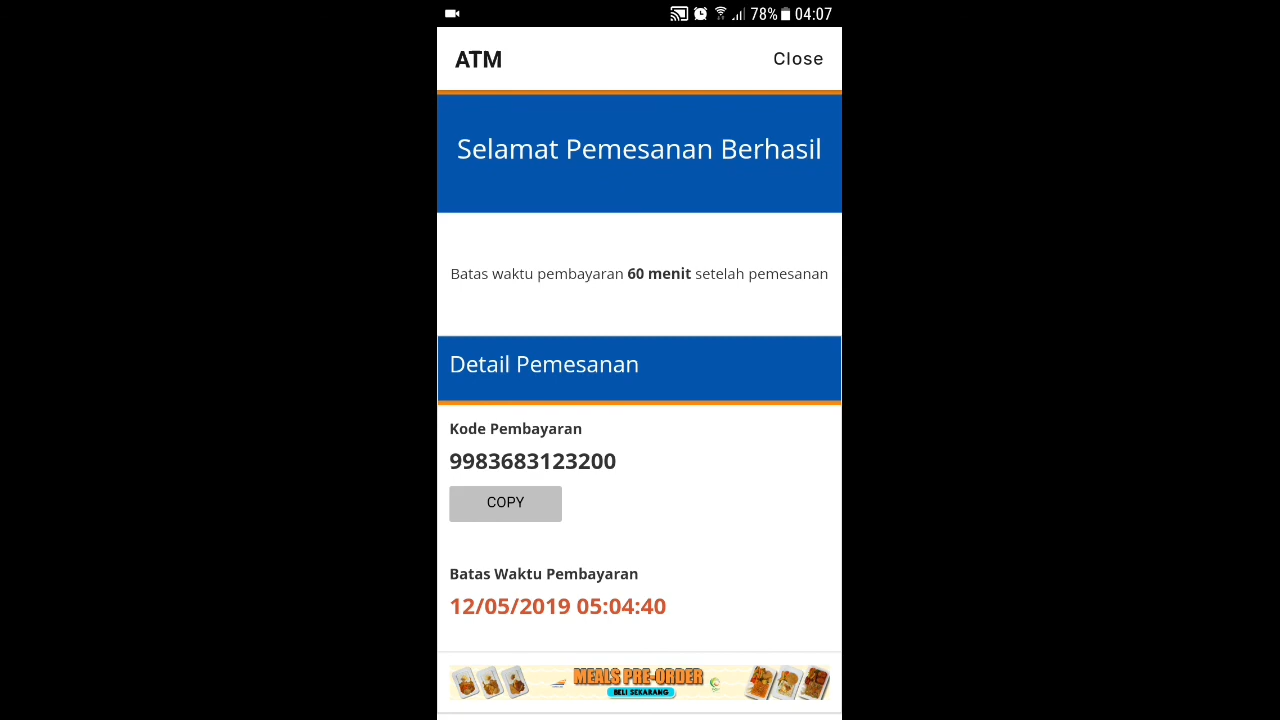 78% 04:07
ATM
Close
Selamat Pemesanan Berhasil
Batas waktu pembayaran 60 menit setelah pemesanan
Detail Pemesanan
Kode Pembayaran
9983683123200
COPY
Batas Waktu Pembayaran
12/05/2019 05:04:40
MEALS PRE-ORDER
BELI SEKARANG